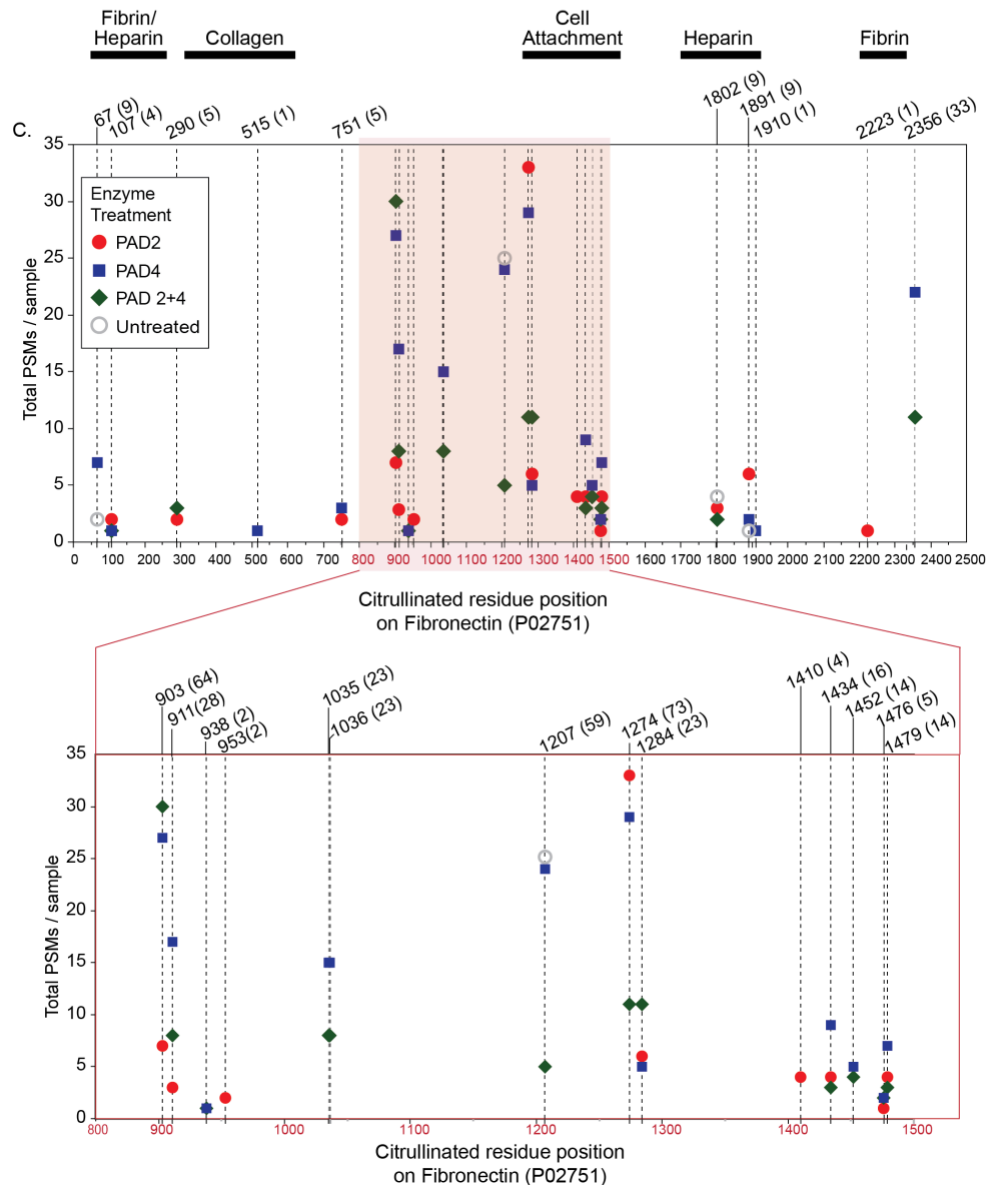 Fibrin/
Heparin
Collagen
Cell
Attachment
Heparin
Fibrin
C.
67 (9)
107 (4)
290 (5)
515 (1)
751 (5)
1802 (9)
1891 (9)
1910 (1)
2223 (1)
2356 (33)
Total PSMs / sample
35
30
25
20
15
10
5
0
Enzyme
Treatment
PAD2
PAD4
PAD 2+4
Untreated
0 100 200 300 400 500 600 700 800 900 1000 1100 1200 1300 1400 1500 1600 1700 1800 1900 2000 2100 2200 2300 2400 2500
Citrullinated residue position
on Fibronectin (P02751)
903 (64)
911(28)
938 (2)
953(2)
1035 (23)
1036 (23)
1207 (59)
1274 (73)
1284 (23)
1410 (4)
1434 (16)
1452 (14)
1476 (5)
1479 (14)
Total PSMs / sample
35
30
25
20
15
10
5
0
800 900 1000 1200 1300 1400 1500
Citrullinated residue position
on Fibronectin (P02751)